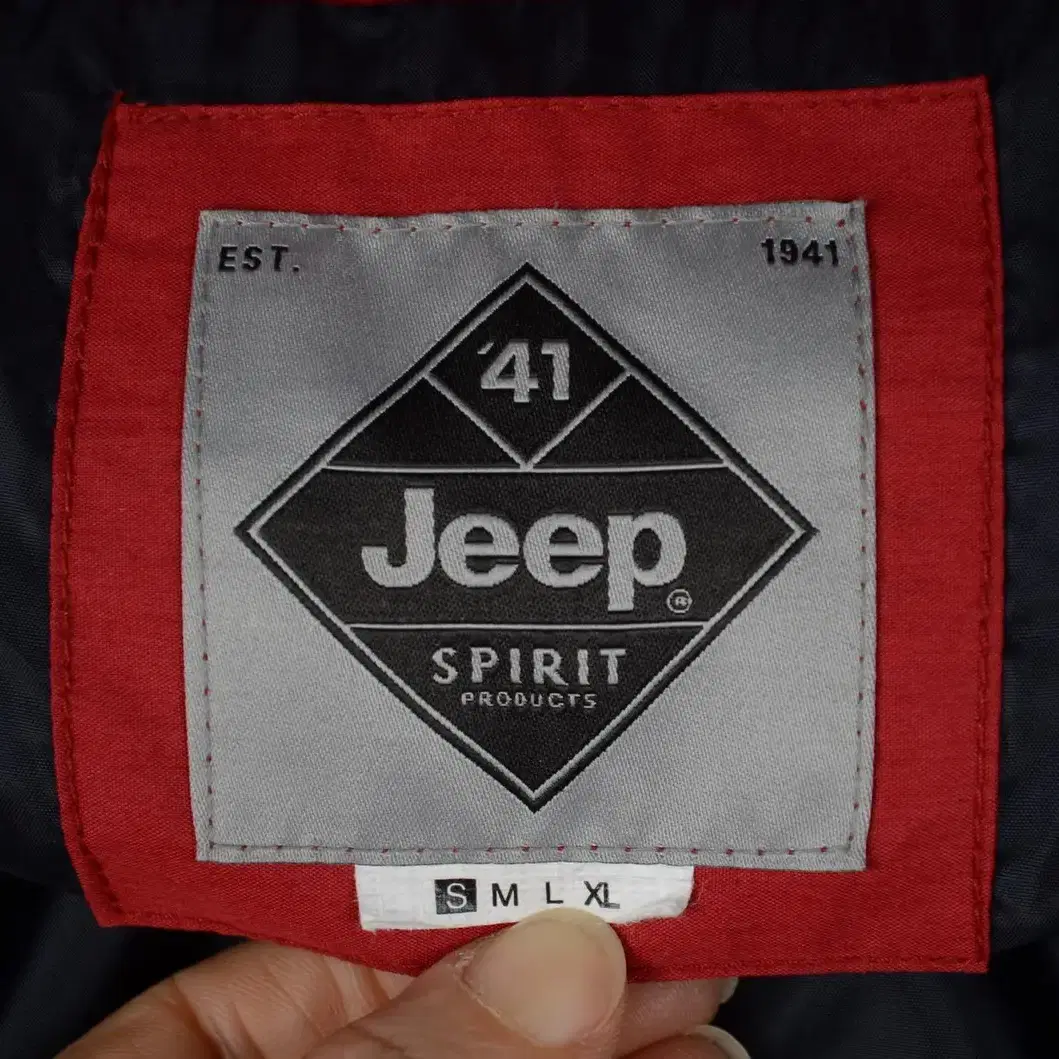 EST. 1941
'41
Jeep®
SPIRIT
PRODUCTS
S M L XL